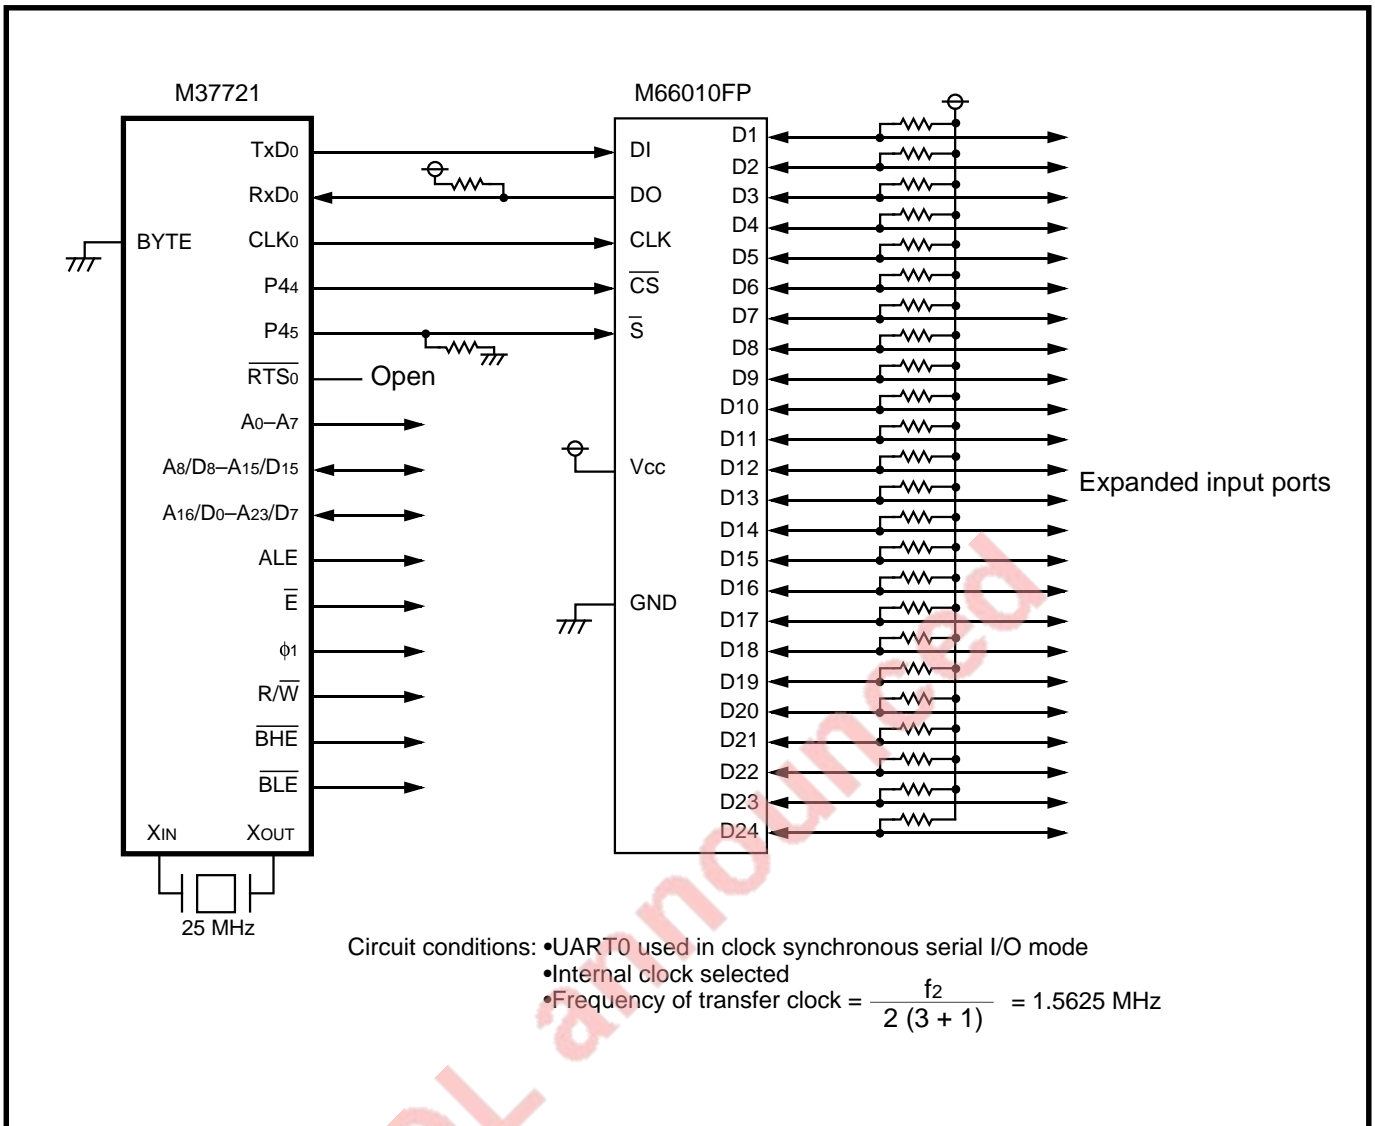 M37721
M66010FP
TxD0
RxD0
BYTE
CLK0
P44
P45
RTS0
Open
A0–A7
A8/D8–A15/D15
A16/D0–A23/D7
ALE
E
ϕ1
R/W
BHE
BLE
XIN
XOUT
25 MHz
DI
DO
CLK
CS
S
Vcc
GND
D1
D2
D3
D4
D5
D6
D7
D8
D9
D10
D11
D12
D13
D14
D15
D16
D17
D18
D19
D20
D21
D22
D23
D24
Expanded input ports
Circuit conditions: •UART0 used in clock synchronous serial I/O mode
•Internal clock selected
•Frequency of transfer clock = f2 / 2 (3 + 1) = 1.5625 MHz
OL announced